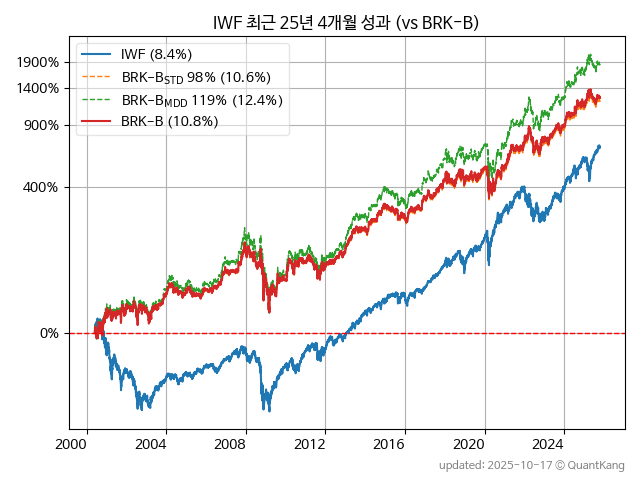 IWF 최근 25년 4개월 성과 (vs BRK-B)
IWF (8.4%)
BRK-B_STD 98% (10.6%)
BRK-B_MDD 119% (12.4%)
BRK-B (10.8%)
1900%
1400%
900%
400%
0%
2000 2004 2008 2012 2016 2020 2024
updated: 2025-10-17 © QuantKang